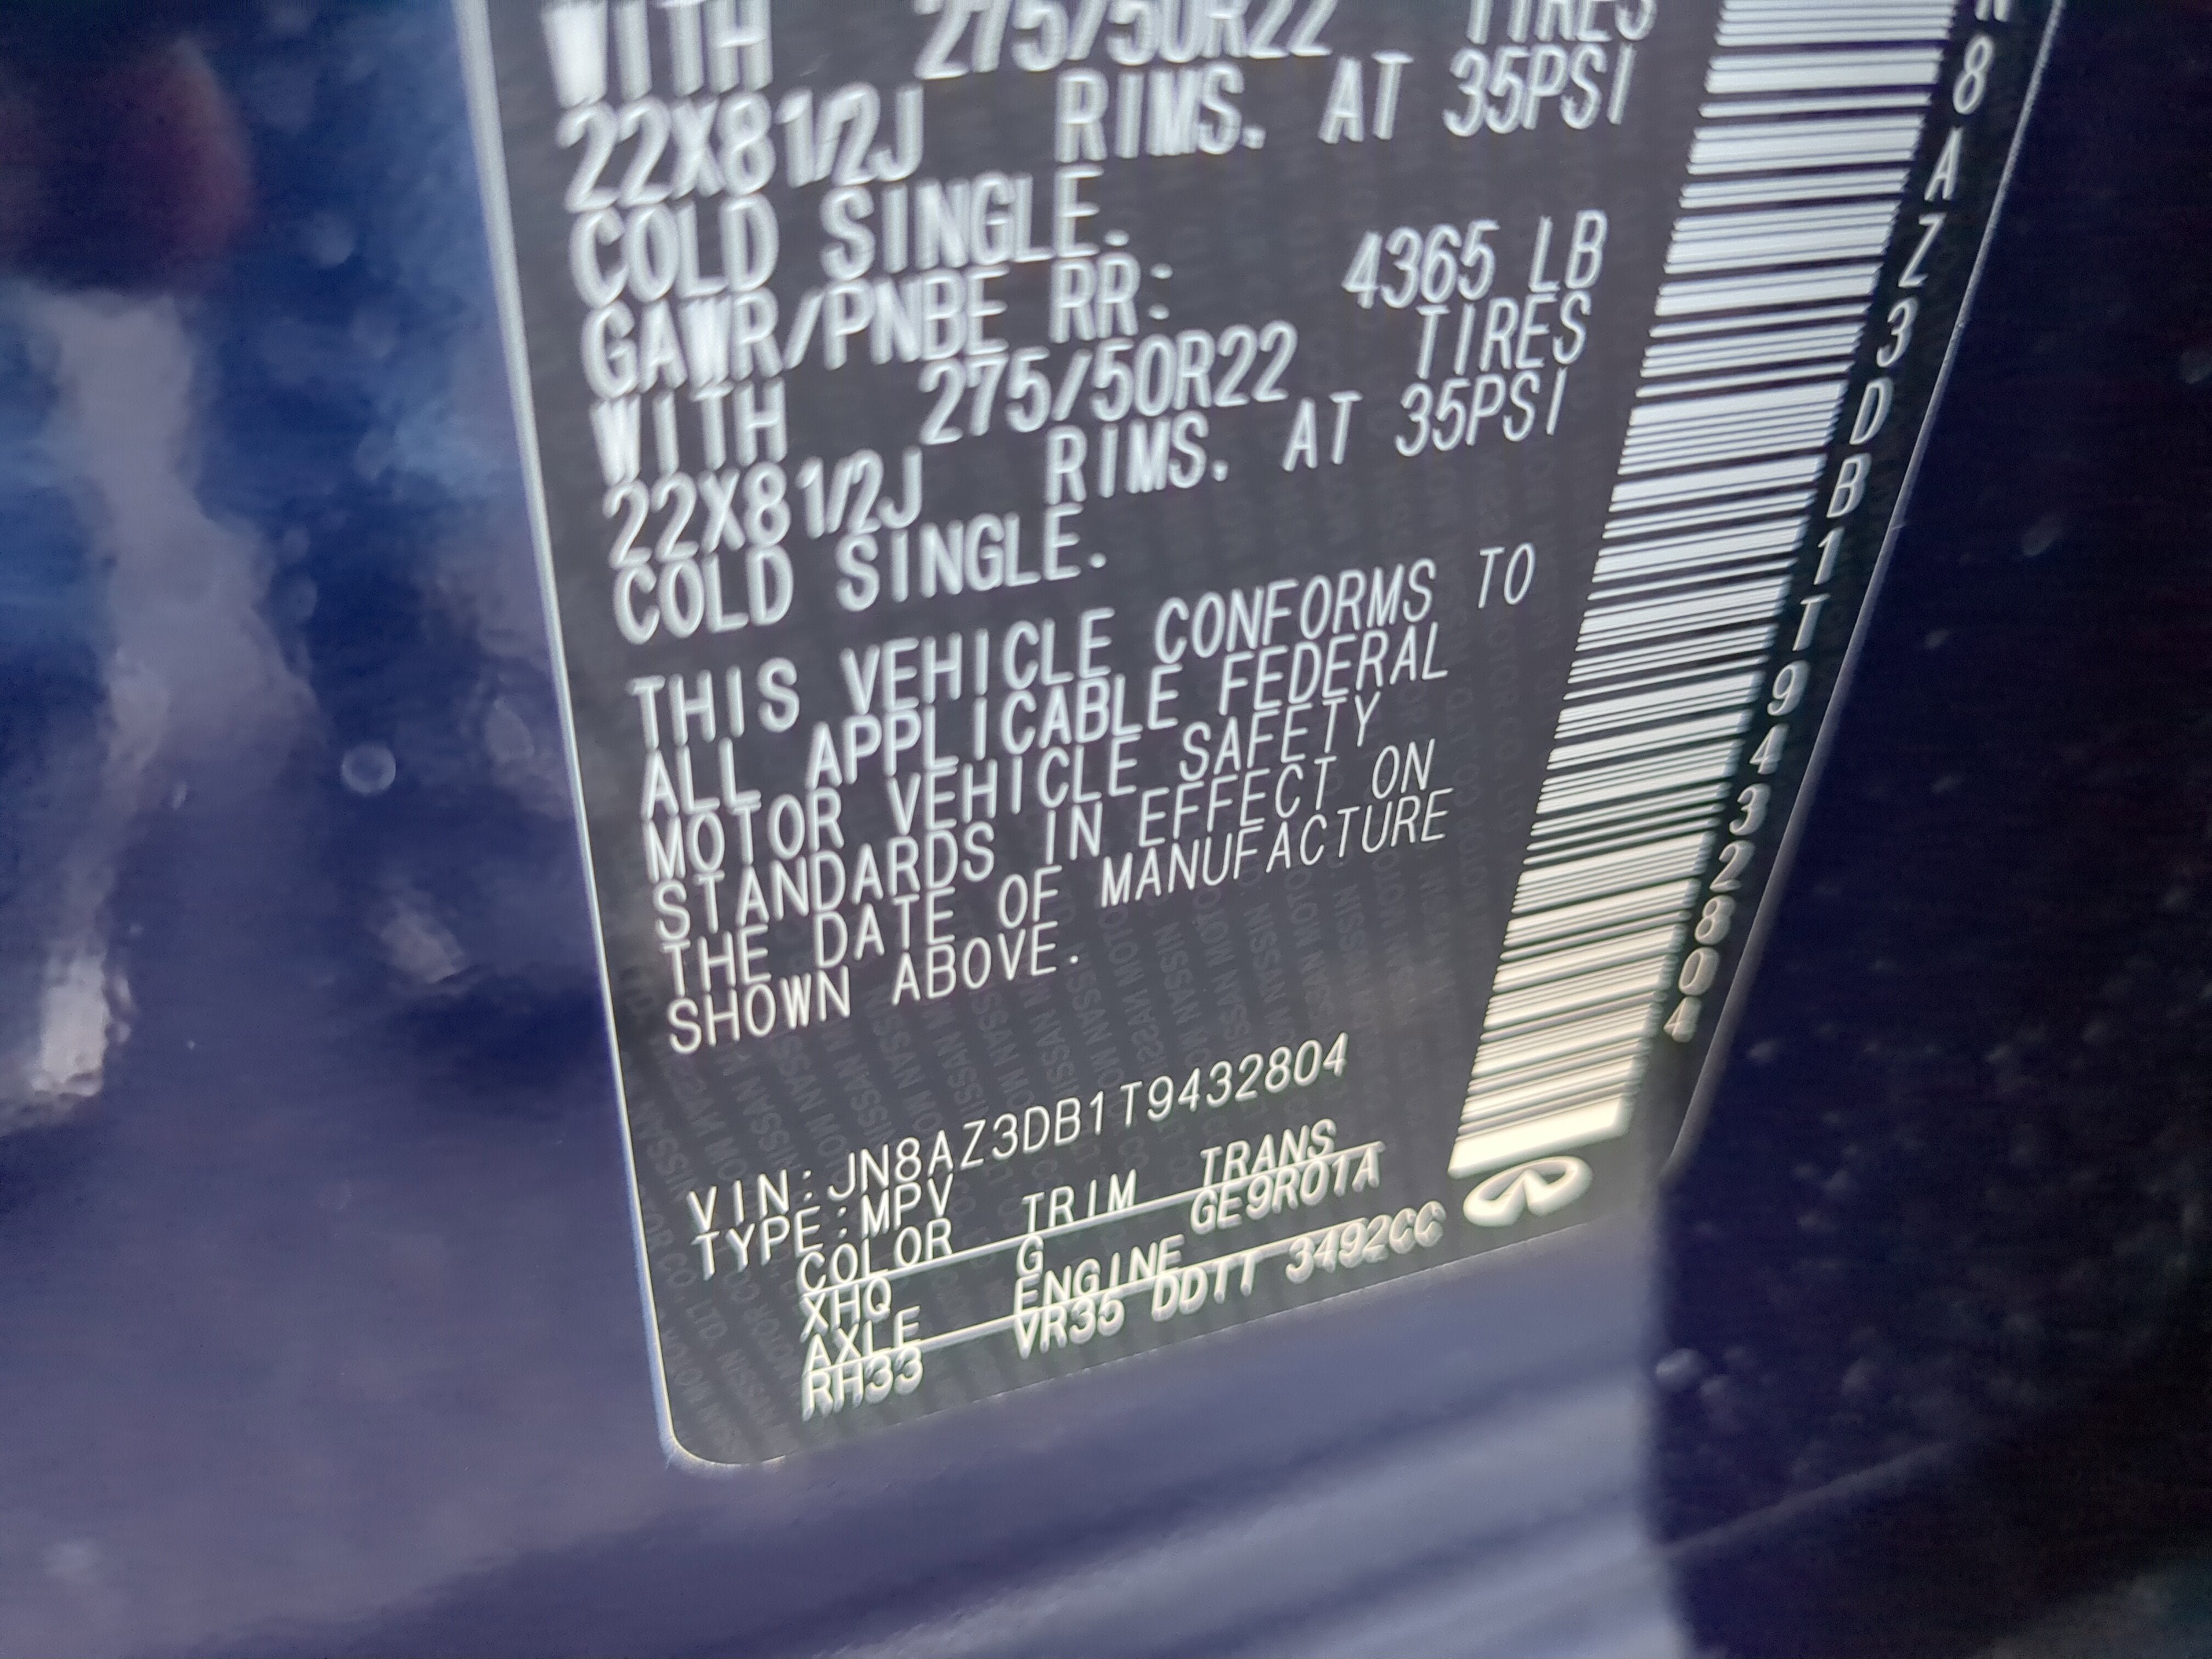 WITH 275/50R22 TIRES
22X81/2J RIMS. AT 35PSI
COLD SINGLE.
GAWR/PNBE RR: 4365 LB
WITH 275/50R22 TIRES
22X81/2J RIMS. AT 35PSI
COLD SINGLE.
THIS VEHICLE CONFORMS TO
ALL APPLICABLE FEDERAL
MOTOR VEHICLE SAFETY
STANDARDS IN EFFECT ON
THE DATE OF MANUFACTURE
SHOWN ABOVE.
VIN:JN8AZ3DB1T9432804
TYPE:MPV
COLOR TRIM TRANS
XHQ G GE9R01A
AXLE ENGINE
RH33 VR35 DDTT 3492CC
N8AZ3DB1T9432804